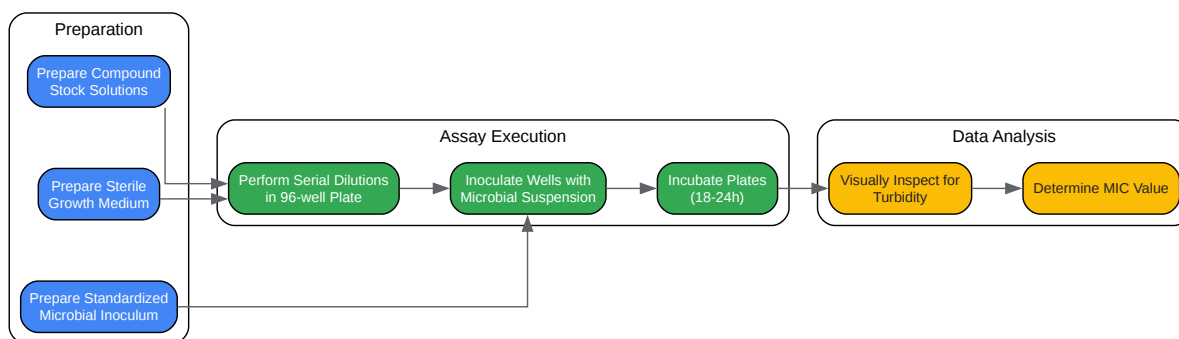 Preparation
Prepare Compound
Stock Solutions
Prepare Sterile
Growth Medium
Prepare Standardized
Microbial Inoculum
Assay Execution
Perform Serial Dilutions
in 96-well Plate
Inoculate Wells with
Microbial Suspension
Incubate Plates
(18-24h)
Data Analysis
Visually Inspect for
Turbidity
Determine MIC Value